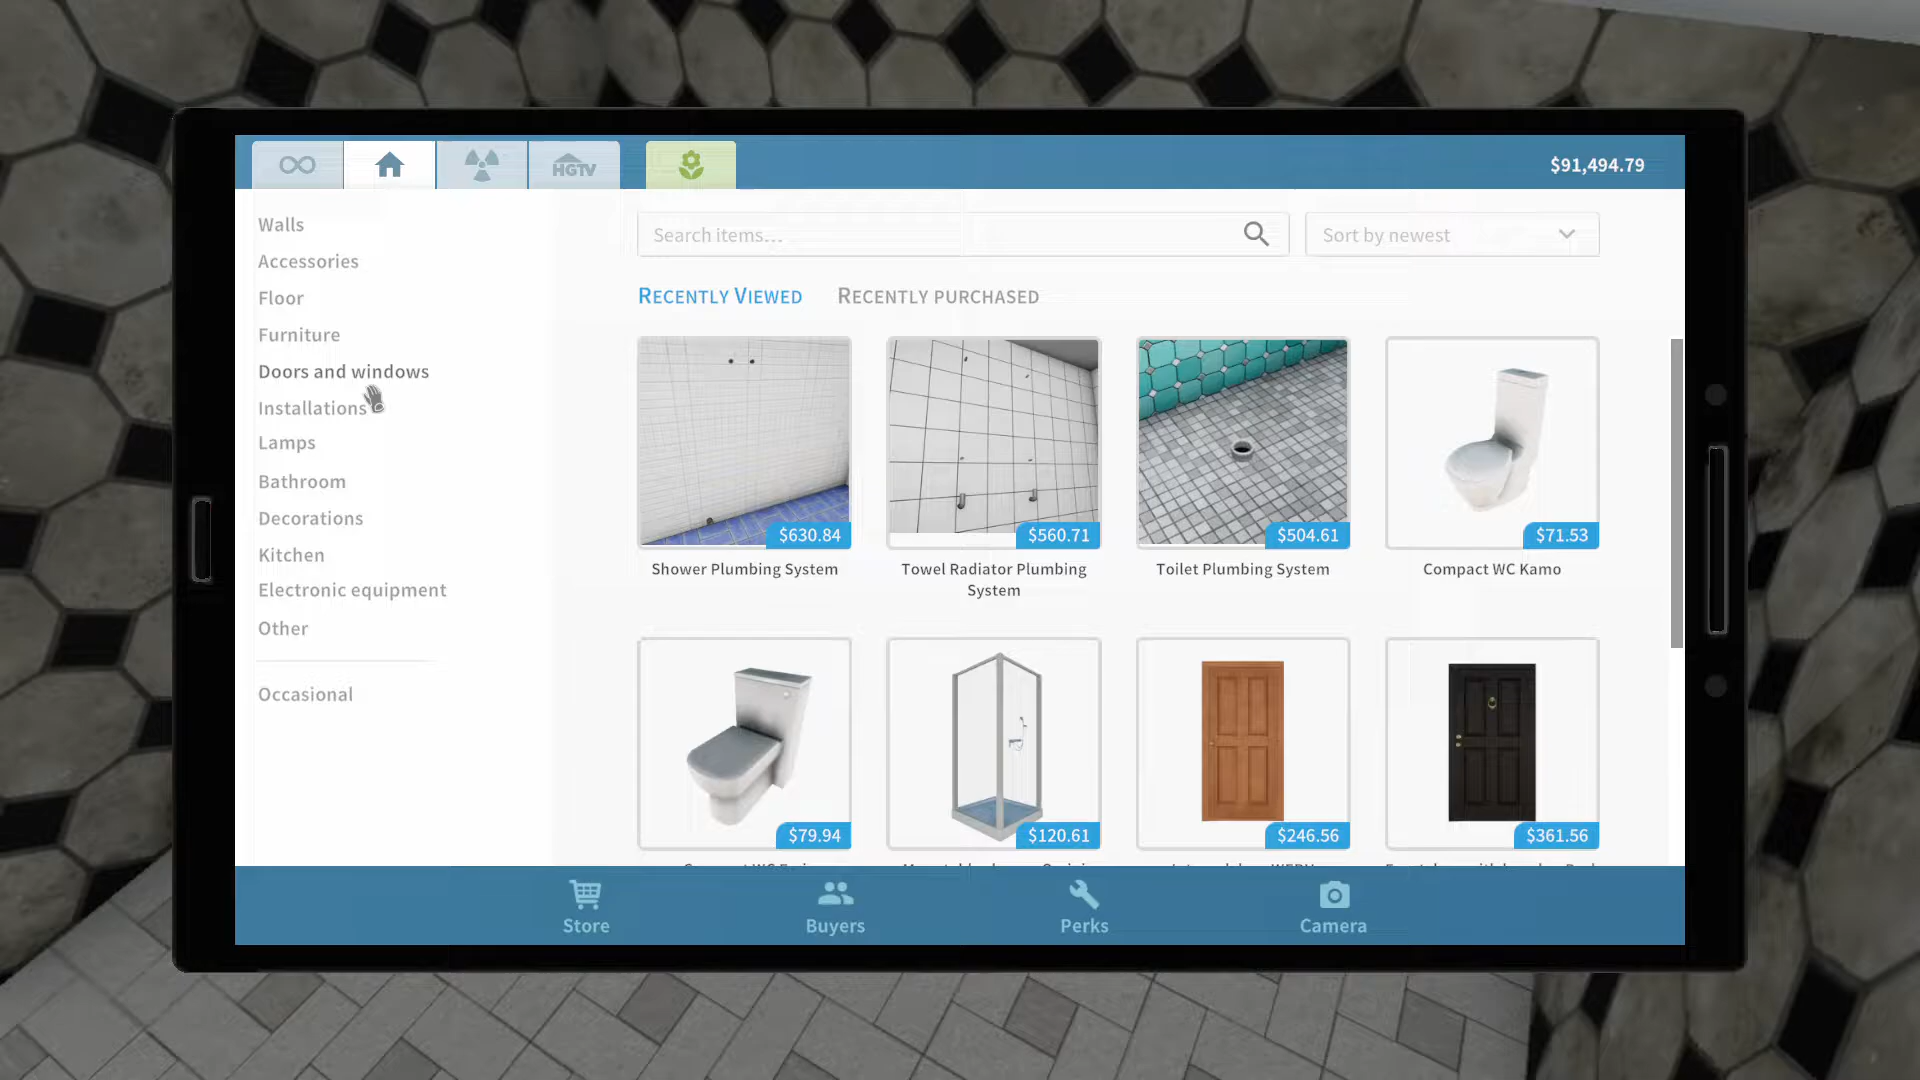 HGTV
$91,494.79
Walls
Accessories
Floor
Furniture
Doors and windows
Installations
Lamps
Bathroom
Decorations
Kitchen
Electronic equipment
Other
Occasional
Search items...
Sort by newest
RECENTLY VIEWED
RECENTLY PURCHASED
$630.84
$560.71
$504.61
$71.53
Shower Plumbing System
Towel Radiator Plumbing
System
Toilet Plumbing System
Compact WC Kamo
$79.94
$120.61
$246.56
$361.56
Store
Buyers
Perks
Camera